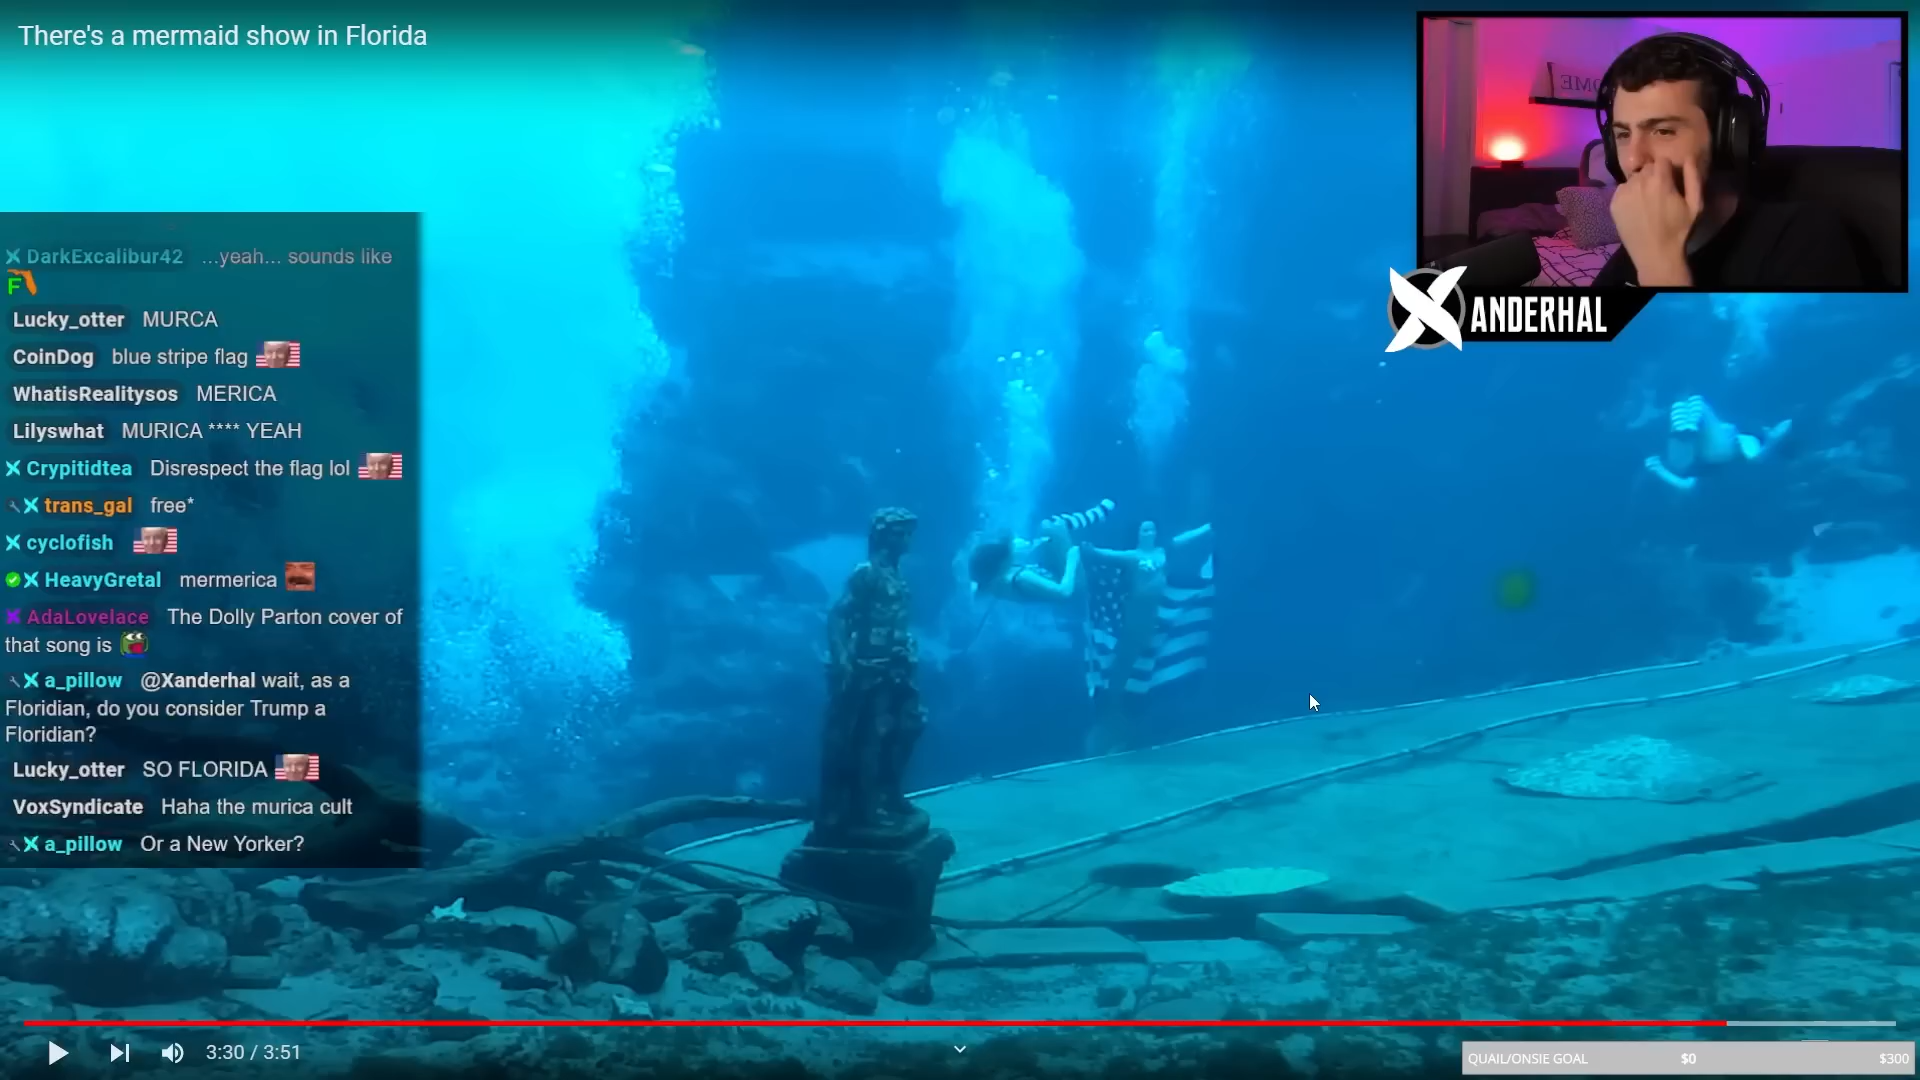 There's a mermaid show in Florida
DarkExcalibur42 ...yeah... sounds like
F
Lucky_otter MURCA
CoinDog blue stripe flag
WhatisRealitysos MERICA
Lilyswhat MURICA **** YEAH
Crypitidtea Disrespect the flag lol
trans_gal free*
cyclofish
HeavyGretal mermerica
AdaLovelace The Dolly Parton cover of
that song is
a_pillow @Xanderhal wait, as a
Floridian, do you consider Trump a
Floridian?
Lucky_otter SO FLORIDA
VoxSyndicate Haha the murica cult
a_pillow Or a New Yorker?
XANDERHAL
3:30 / 3:51
QUAIL/ONSIE GOAL $0 $300